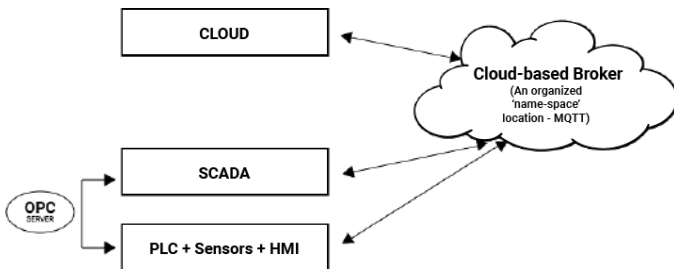 CLOUD
Cloud-based Broker
(An organized
'name-space'
location - MQTT)
SCADA
OPC
SERVER
PLC + Sensors + HMI